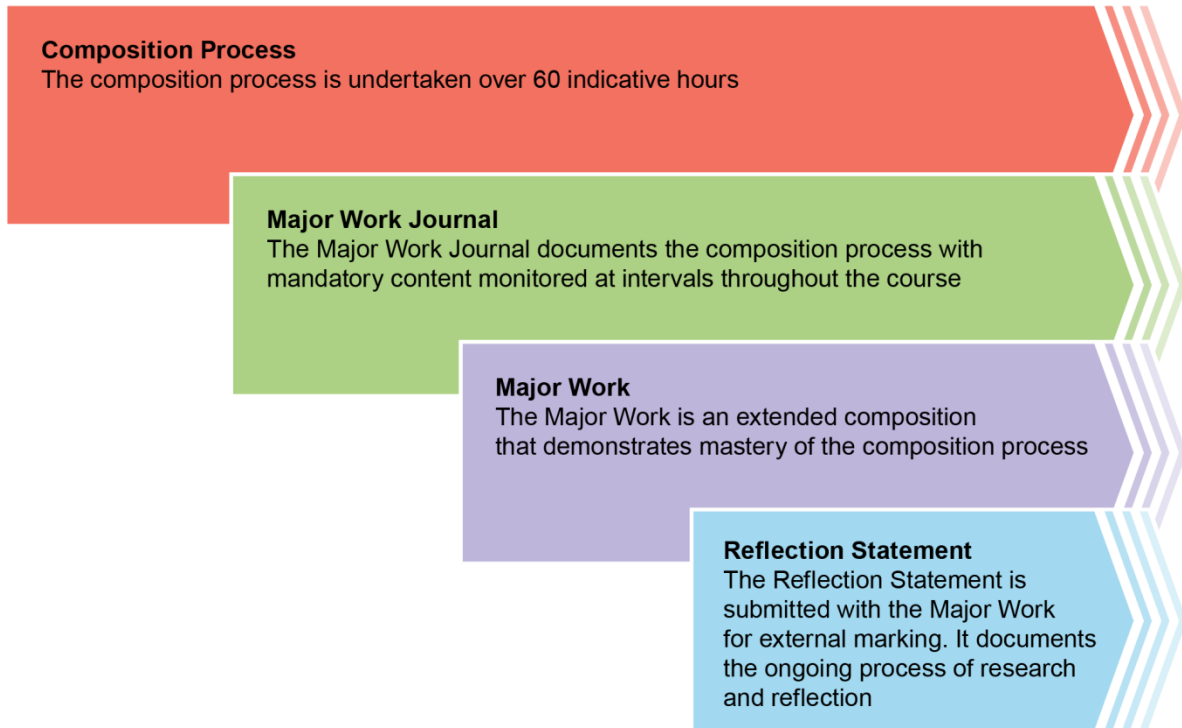 Composition Process
The composition process is undertaken over 60 indicative hours
Major Work Journal
The Major Work Journal documents the composition process with
mandatory content monitored at intervals throughout the course
Major Work
The Major Work is an extended composition
that demonstrates mastery of the composition process
Reflection Statement
The Reflection Statement is
submitted with the Major Work
for external marking. It documents
the ongoing process of research
and reflection